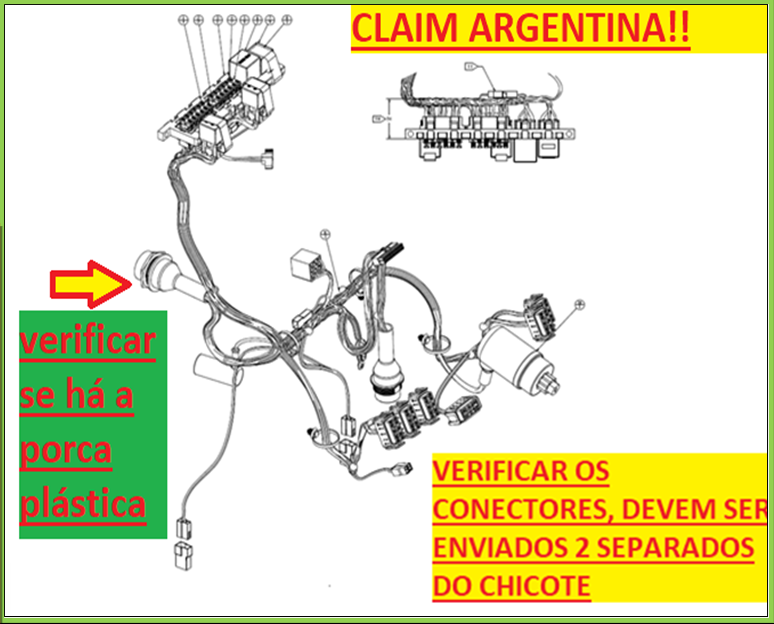 CLAIM ARGENTINA!!
verificar
se há a
porca
plástica
VERIFICAR OS
CONECTORES, DEVEM SER
ENVIADOS 2 SEPARADOS
DO CHICOTE